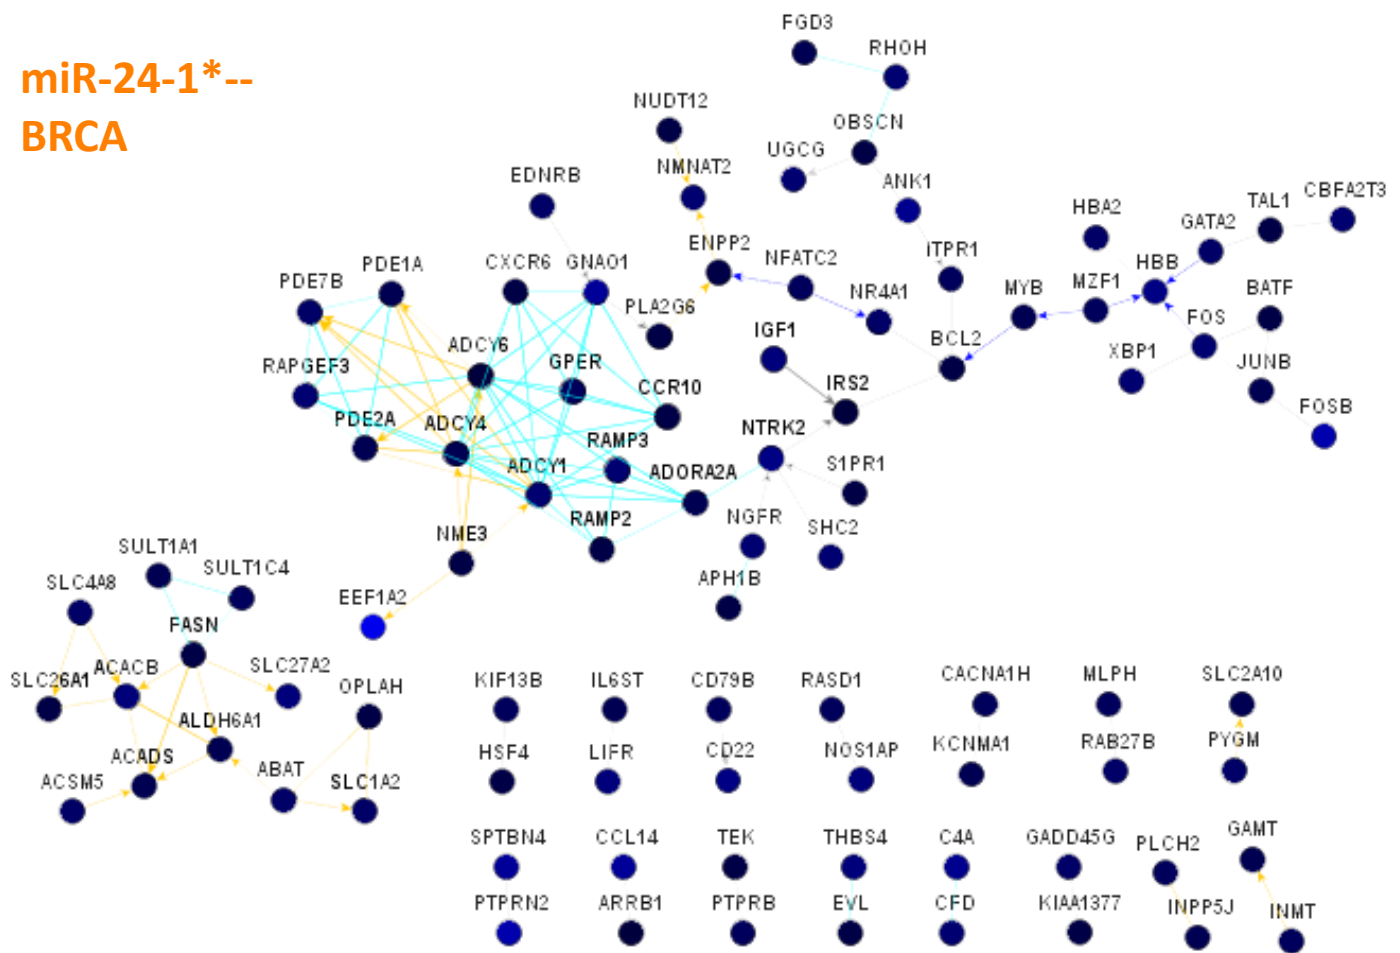 miR-24-1*--
BRCA
FGD3
RHOH
NUDT12
OBSCN
UGCG
NMNAT2
EDNRB
ANK1
HBA2
TAL1
CBFA2T3
GATA2
ENPP2
NFATC2
ITPR1
HBB
PDE7B
PDE1A
CXCR6
GNAO1
MZF1
MYB
BATF
NR4A1
PLA2G6
FOS
IGF1
BCL2
ADCY6
GPER
XBP1
JUNB
RAPGEF3
CCR10
IRS2
FOSB
PDE2A
ADCY4
RAMP3
NTRK2
ADCY1
ADORA2A
S1PR1
RAMP2
NGFR
SHC2
NME3
SULT1A1
SULT1C4
SLC4A8
APH1B
EEF1A2
FASN
SLC26A1
ACACB
SLC27A2
OPLAH
KIF13B
IL6ST
CD79B
RASD1
CACNA1H
MLPH
SLC2A10
ALDH6A1
ACADS
HSF4
LIFR
CD22
NOS1AP
KCNMA1
RAB27B
PYGM
ACSM5
ABAT
SLC1A2
SPTBN4
CCL14
TEK
THBS4
C4A
GADD45G
PLCH2
GAMT
PTPRN2
ARRB1
PTPRB
EVL
CFD
KIAA1377
INPP5J
INMT